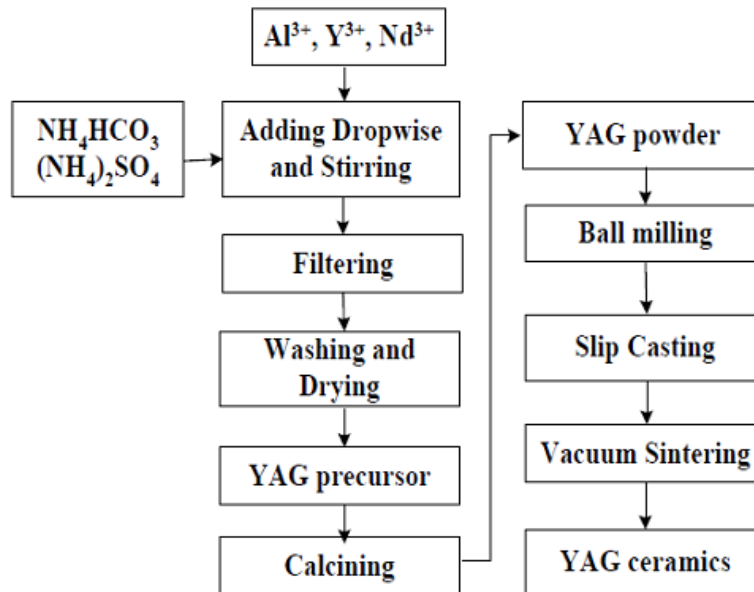 Al³⁺, Y³⁺, Nd³⁺
NH₄HCO₃
(NH₄)₂SO₄
Adding Dropwise
and Stirring
Filtering
Washing and
Drying
YAG precursor
Calcining
YAG powder
Ball milling
Slip Casting
Vacuum Sintering
YAG ceramics